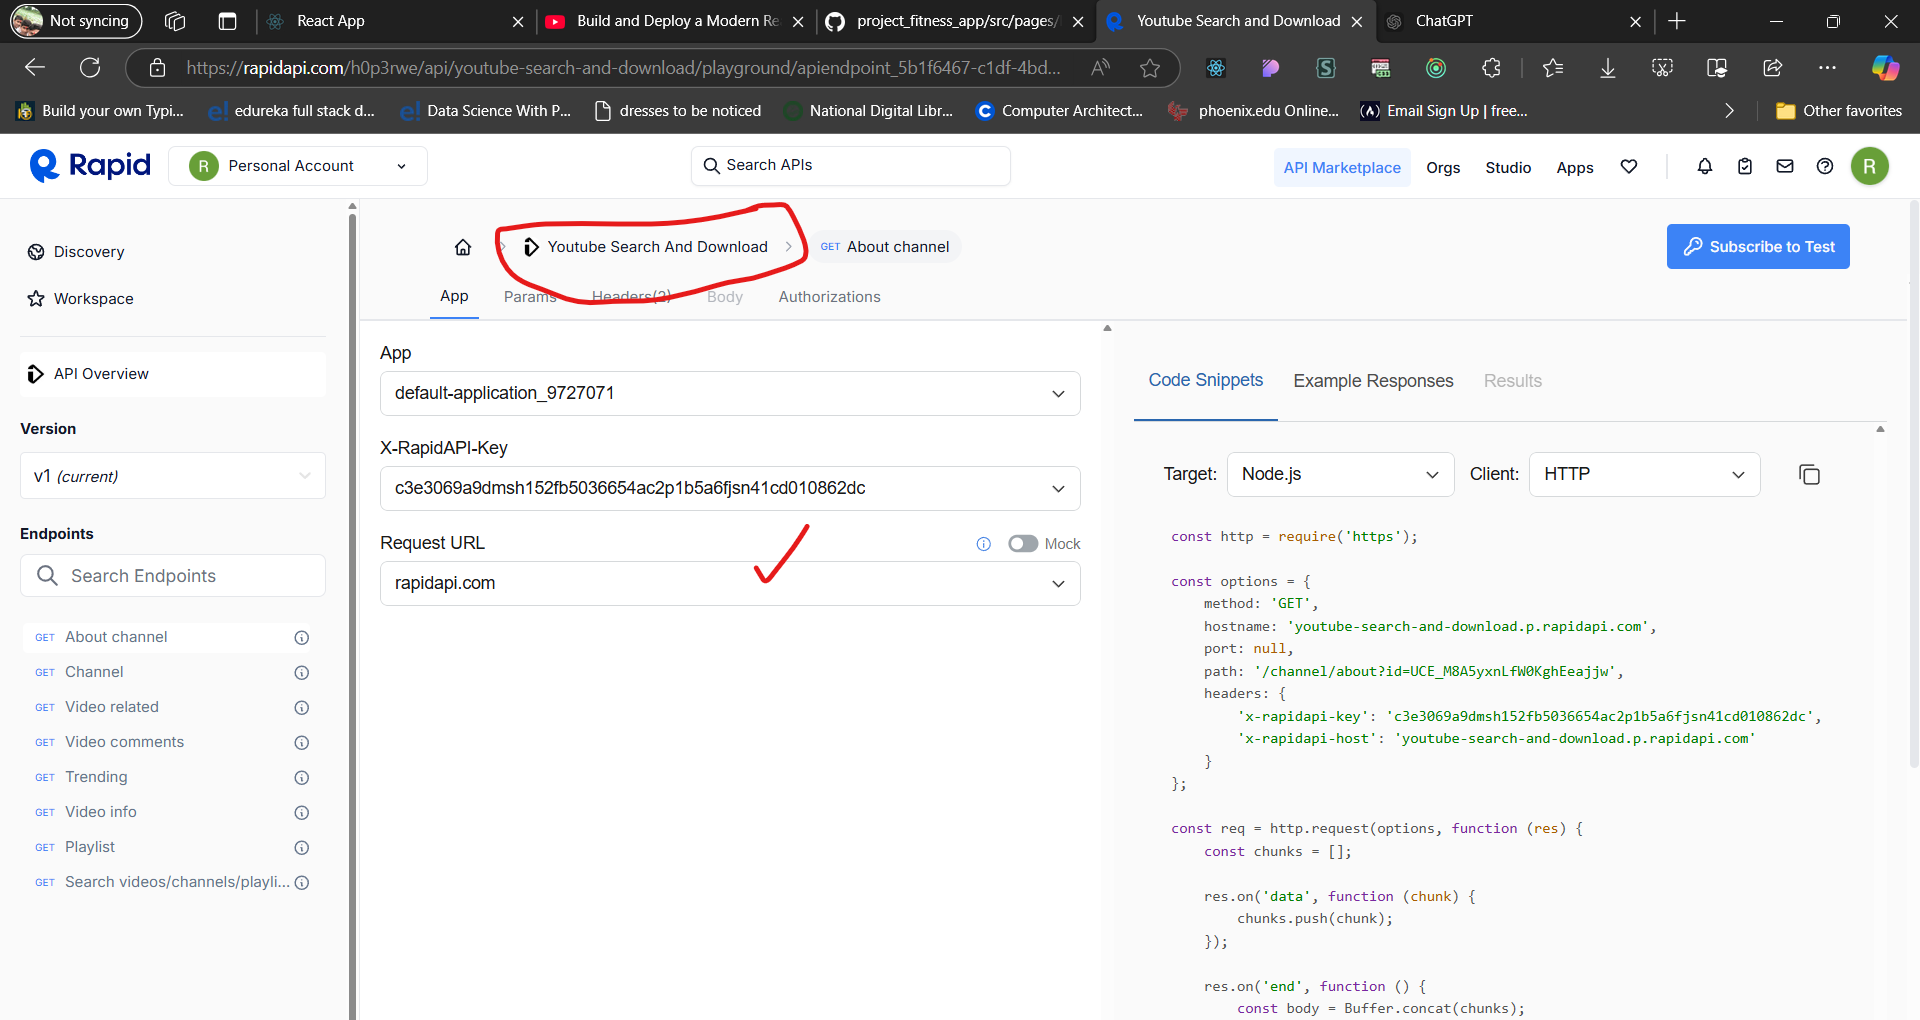 Not syncing
React App
Build and Deploy a Modern Re
project_fitness_app/src/pages/
Youtube Search and Download
ChatGPT
https://rapidapi.com/h0p3rwe/api/youtube-search-and-download/playground/apiendpoint_5b1f6467-c1df-4bd...
Build your own Typi...
edureka full stack d...
Data Science With P...
dresses to be noticed
National Digital Libr...
Computer Architect...
phoenix.edu Online...
Email Sign Up | free...
Other favorites
Rapid
R
Personal Account
Search APIs
API Marketplace
Orgs
Studio
Apps
R
Discovery
Workspace
API Overview
Version
v1 (current)
Endpoints
Search Endpoints
GET About channel
GET Channel
GET Video related
GET Video comments
GET Trending
GET Video info
GET Playlist
GET Search videos/channels/playli...
Youtube Search And Download
GET About channel
Subscribe to Test
App
Params
Headers(2)
Body
Authorizations
App
default-application_9727071
X-RapidAPI-Key
c3e3069a9dmsh152fb5036654ac2p1b5a6fjsn41cd010862dc
Request URL
Mock
rapidapi.com
Code Snippets
Example Responses
Results
Target:
Node.js
Client:
HTTP
const http = require('https');
const options = {
method: 'GET',
hostname: 'youtube-search-and-download.p.rapidapi.com',
port: null,
path: '/channel/about?id=UCE_M8A5yxnLfW0KghEeajjw',
headers: {
'x-rapidapi-key': 'c3e3069a9dmsh152fb5036654ac2p1b5a6fjsn41cd010862dc',
'x-rapidapi-host': 'youtube-search-and-download.p.rapidapi.com'
}
};
const req = http.request(options, function (res) {
const chunks = [];
res.on('data', function (chunk) {
chunks.push(chunk);
});
res.on('end', function () {
const body = Buffer.concat(chunks);